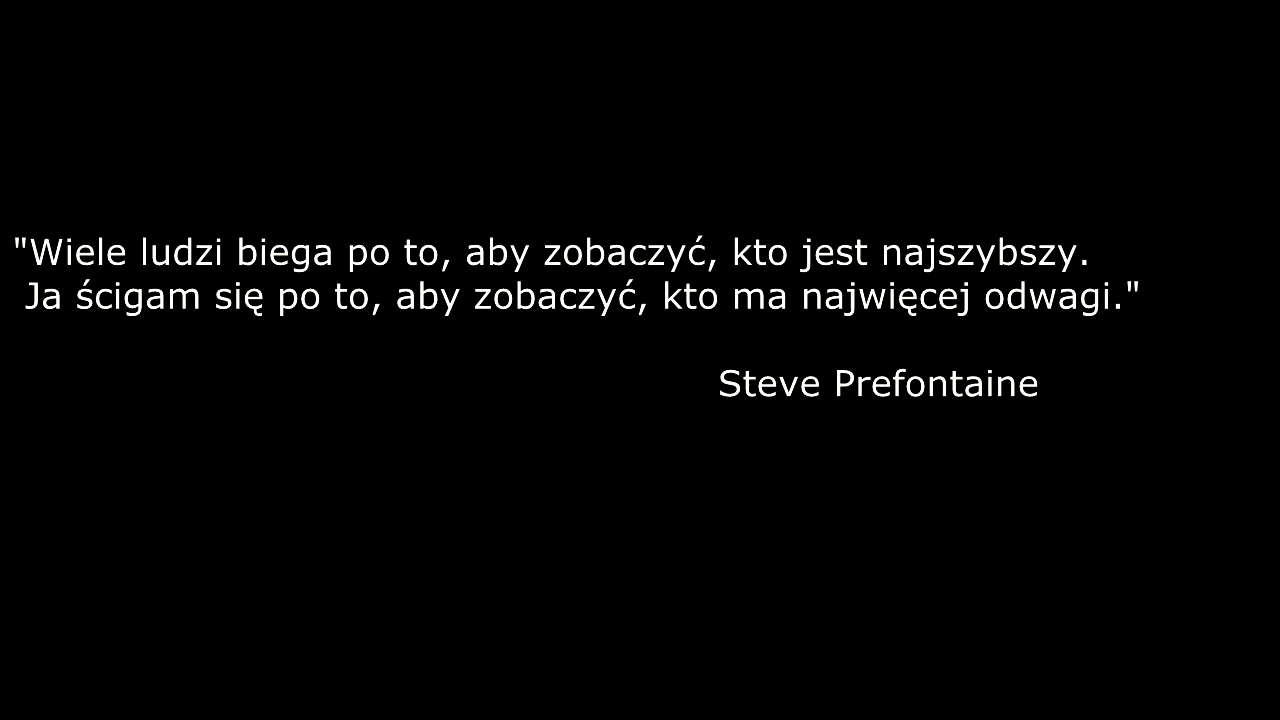 "Wiele ludzi biega po to, aby zobaczyć, kto jest najszybszy.
Ja ścigam się po to, aby zobaczyć, kto ma najwięcej odwagi."
Steve Prefontaine